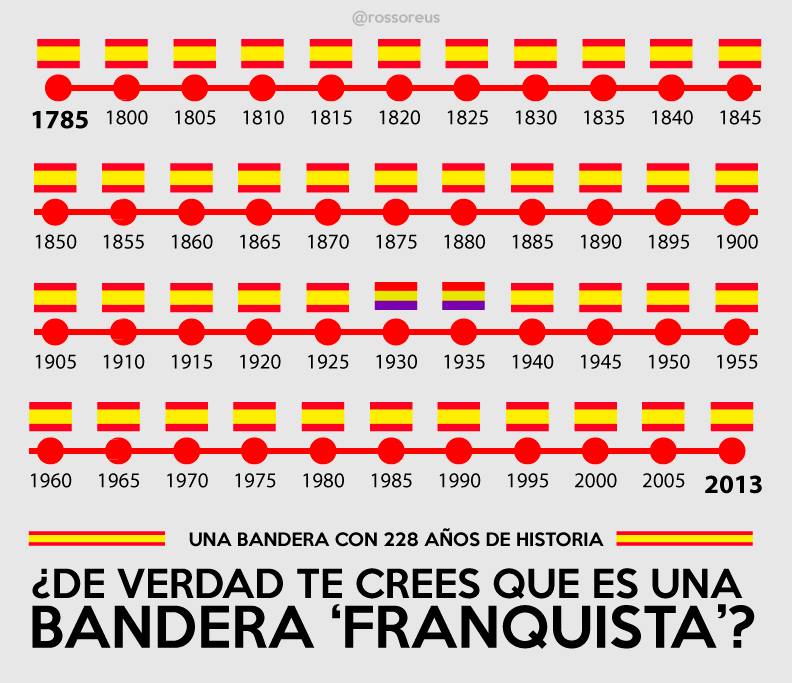 @rossoreus
1785 1800 1805 1810 1815 1820 1825 1830 1835 1840 1845
1850 1855 1860 1865 1870 1875 1880 1885 1890 1895 1900
1905 1910 1915 1920 1925 1930 1935 1940 1945 1950 1955
1960 1965 1970 1975 1980 1985 1990 1995 2000 2005 2013
UNA BANDERA CON 228 AÑOS DE HISTORIA
¿DE VERDAD TE CREES QUE ES UNA
BANDERA ‘FRANQUISTA’?